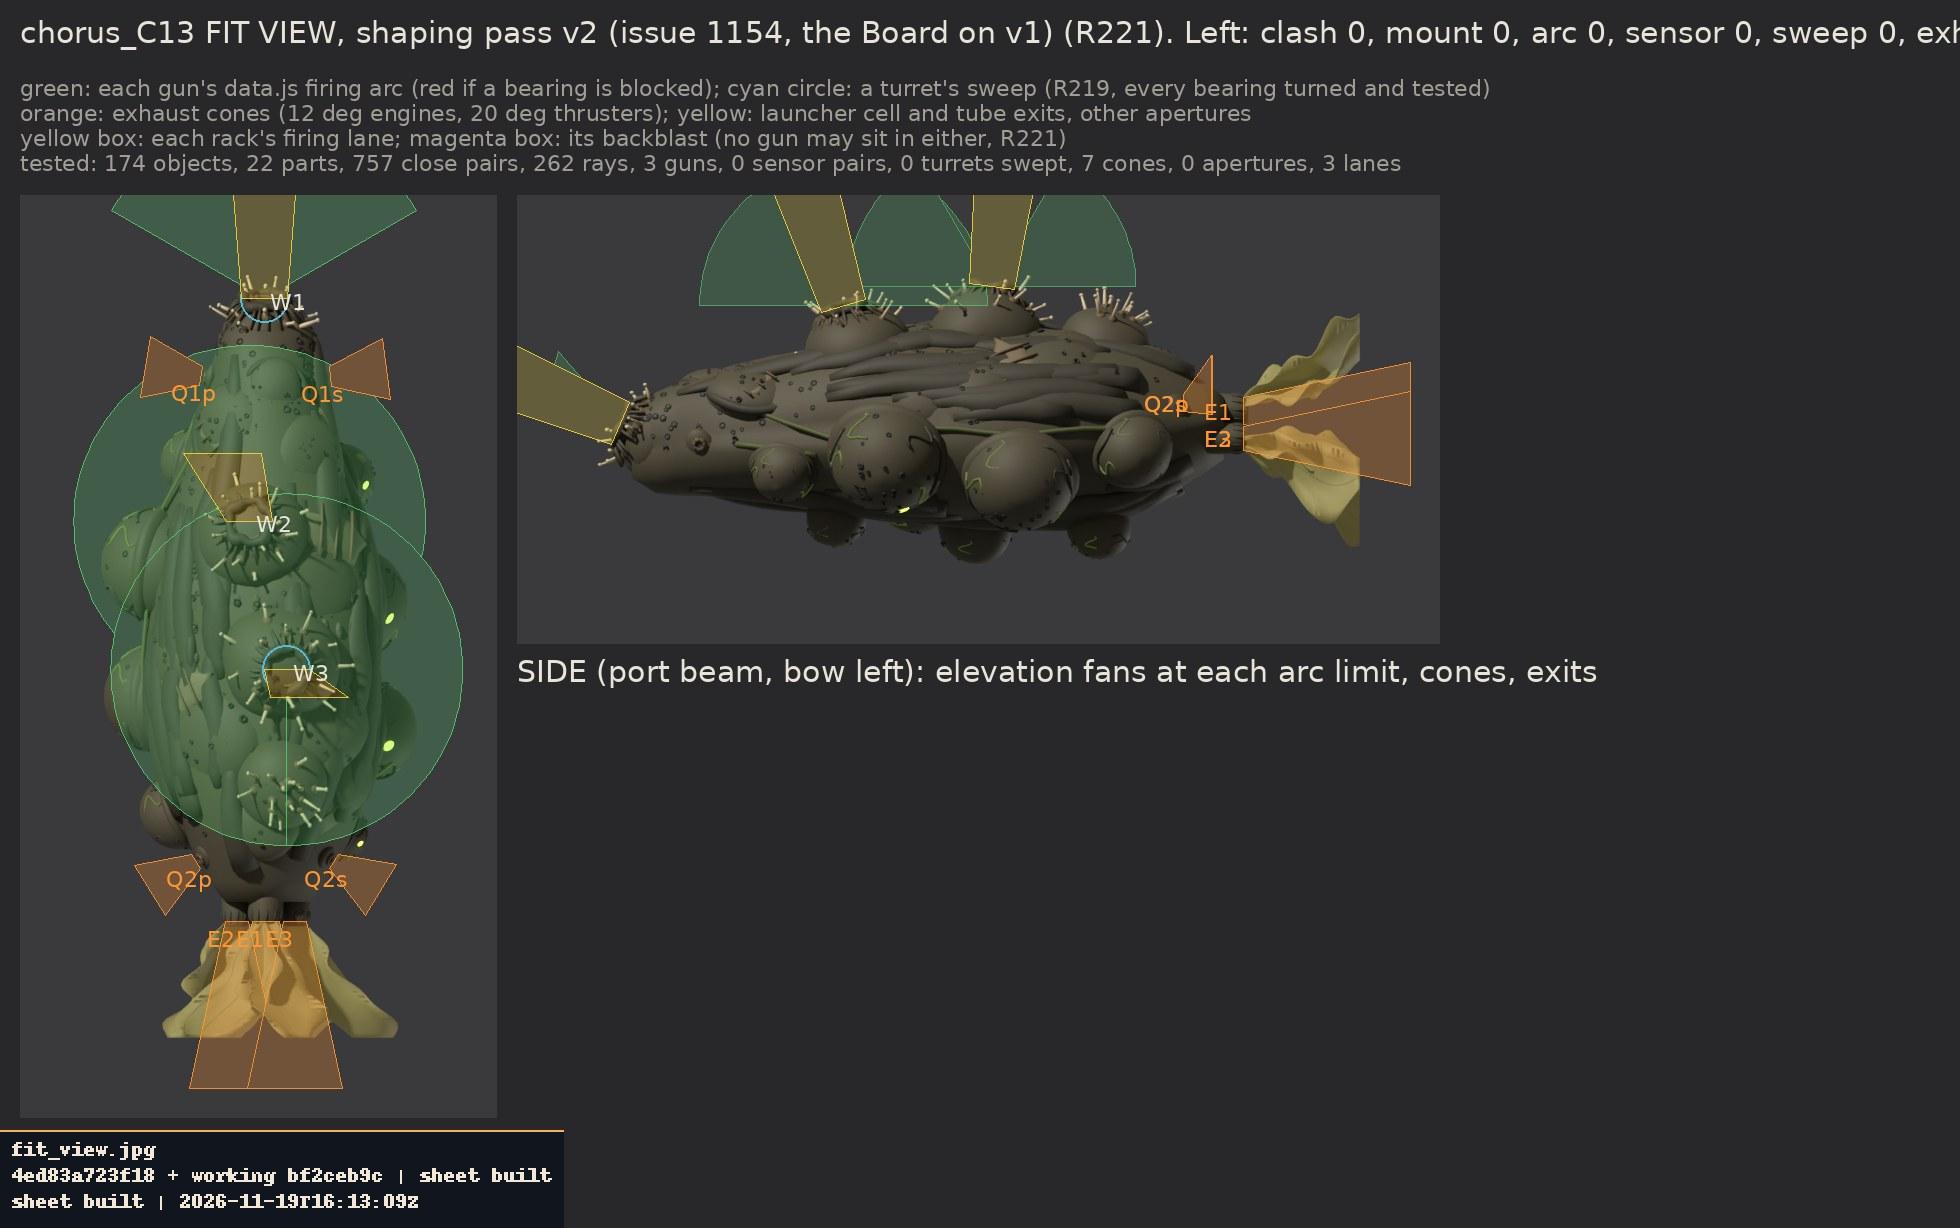 chorus_C13 FIT VIEW, shaping pass v2 (issue 1154, the Board on v1) (R221). Left: clash 0, mount 0, arc 0, sensor 0, sweep 0, exh
green: each gun's data.js firing arc (red if a bearing is blocked); cyan circle: a turret's sweep (R219, every bearing turned and tested)
orange: exhaust cones (12 deg engines, 20 deg thrusters); yellow: launcher cell and tube exits, other apertures
yellow box: each rack's firing lane; magenta box: its backblast (no gun may sit in either, R221)
tested: 174 objects, 22 parts, 757 close pairs, 262 rays, 3 guns, 0 sensor pairs, 0 turrets swept, 7 cones, 0 apertures, 3 lanes
W1
Q1p
Q1s
W2
W3
Q2p
Q2s
E2 E1 E3
Q2p
E1
SIDE (port beam, bow left): elevation fans at each arc limit, cones, exits
fit_view.jpg
4ed83a723f18 + working bf2ceb9c | sheet built
sheet built | 2026-11-19T16:13:09Z